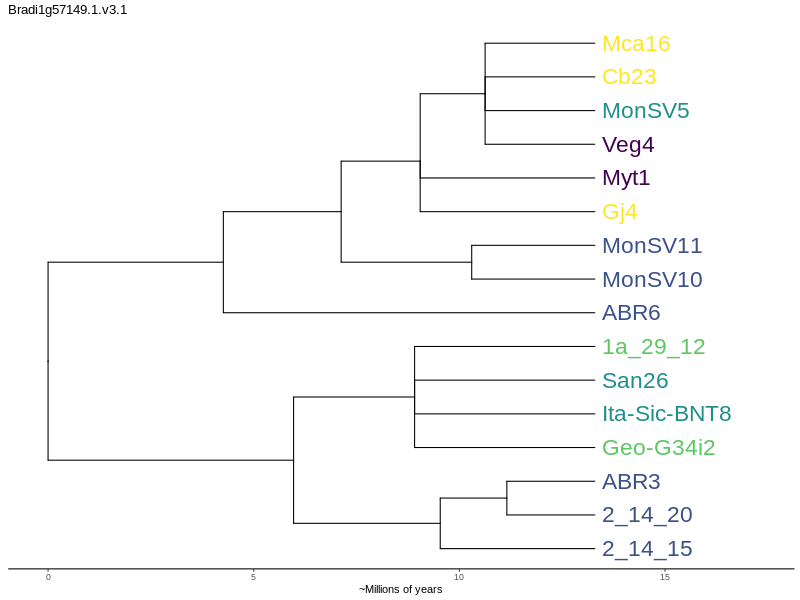 Bradi1g57149.1.v3.1
Mca16
Cb23
MonSV5
Veg4
Myt1
Gj4
MonSV11
MonSV10
ABR6
1a_29_12
San26
Ita-Sic-BNT8
Geo-G34i2
ABR3
2_14_20
2_14_15
0 5 10 15
~Millions of years